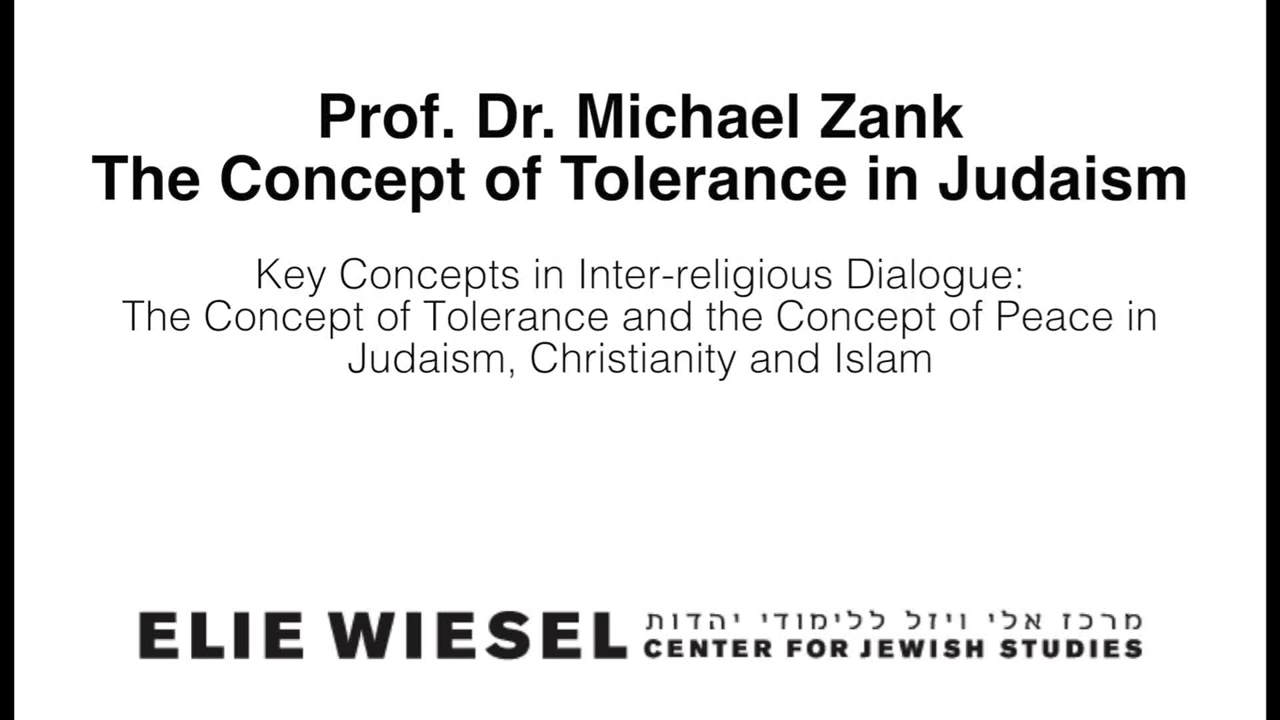 Prof. Dr. Michael Zank
The Concept of Tolerance in Judaism
Key Concepts in Inter-religious Dialogue:
The Concept of Tolerance and the Concept of Peace in
Judaism, Christianity and Islam
ELIE WIESEL
מרכז אלי ויזל ללימודי יהדות
CENTER FOR JEWISH STUDIES